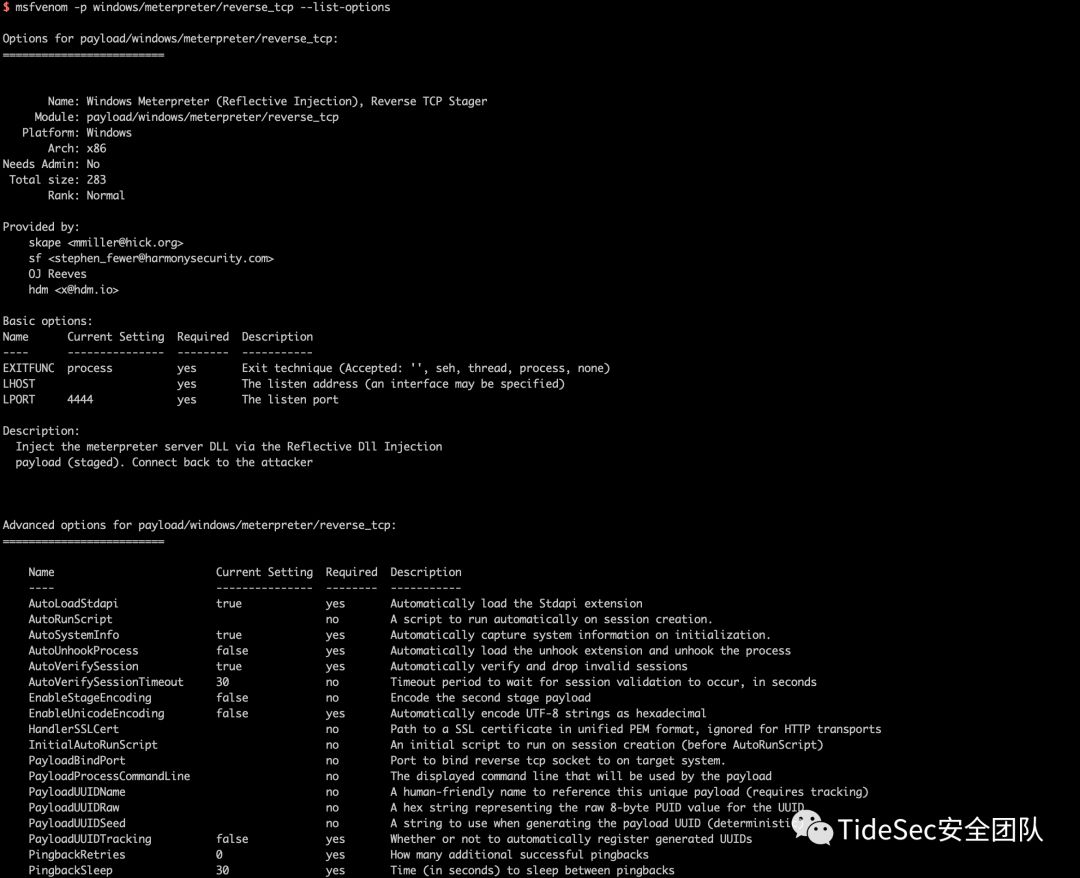 $ msfvenom -p windows/meterpreter/reverse_tcp --list-options
Options for payload/windows/meterpreter/reverse_tcp:
=========================
Name: Windows Meterpreter (Reflective Injection), Reverse TCP Stager
Module: payload/windows/meterpreter/reverse_tcp
Platform: Windows
Arch: x86
Needs Admin: No
Total size: 283
Rank: Normal
Provided by:
skape <mmiller@hick.org>
sf <stephen_fewer@harmonysecurity.com>
OJ Reeves
hdm <x@hdm.io>
Basic options:
Name Current Setting Required Description
---- --------------- -------- -----------
EXITFUNC process yes Exit technique (Accepted: '', seh, thread, process, none)
LHOST yes The listen address (an interface may be specified)
LPORT 4444 yes The listen port
Description:
Inject the meterpreter server DLL via the Reflective Dll Injection
payload (staged). Connect back to the attacker
Advanced options for payload/windows/meterpreter/reverse_tcp:
=========================
Name Current Setting Required Description
---- --------------- -------- -----------
AutoLoadStdapi true yes Automatically load the Stdapi extension
AutoRunScript no A script to run automatically on session creation.
AutoSystemInfo true yes Automatically capture system information on initialization.
AutoUnhookProcess false yes Automatically load the unhook extension and unhook the process
AutoVerifySession true yes Automatically verify and drop invalid sessions
AutoVerifySessionTimeout 30 no Timeout period to wait for session validation to occur, in seconds
EnableStageEncoding false no Encode the second stage payload
EnableUnicodeEncoding false yes Automatically encode UTF-8 strings as hexadecimal
HandlerSSLCert no Path to a SSL certificate in unified PEM format, ignored for HTTP transports
InitialAutoRunScript no An initial script to run on session creation (before AutoRunScript)
PayloadBindPort no Port to bind reverse tcp socket to on target system.
PayloadProcessCommandLine no The displayed command line that will be used by the payload
PayloadUUIDName no A human-friendly name to reference this unique payload (requires tracking)
PayloadUUIDRaw no A hex string representing the raw 8-byte PUID value for the UUID
PayloadUUIDSeed no A string to use when generating the payload UUID
PayloadUUIDTracking false yes Whether or not to automatically register generated UUIDs
PingbackRetries 0 yes How many additional successful pingbacks
PingbackSleep 30 yes Time (in seconds) to sleep between pingbacks
TideSec安全团队